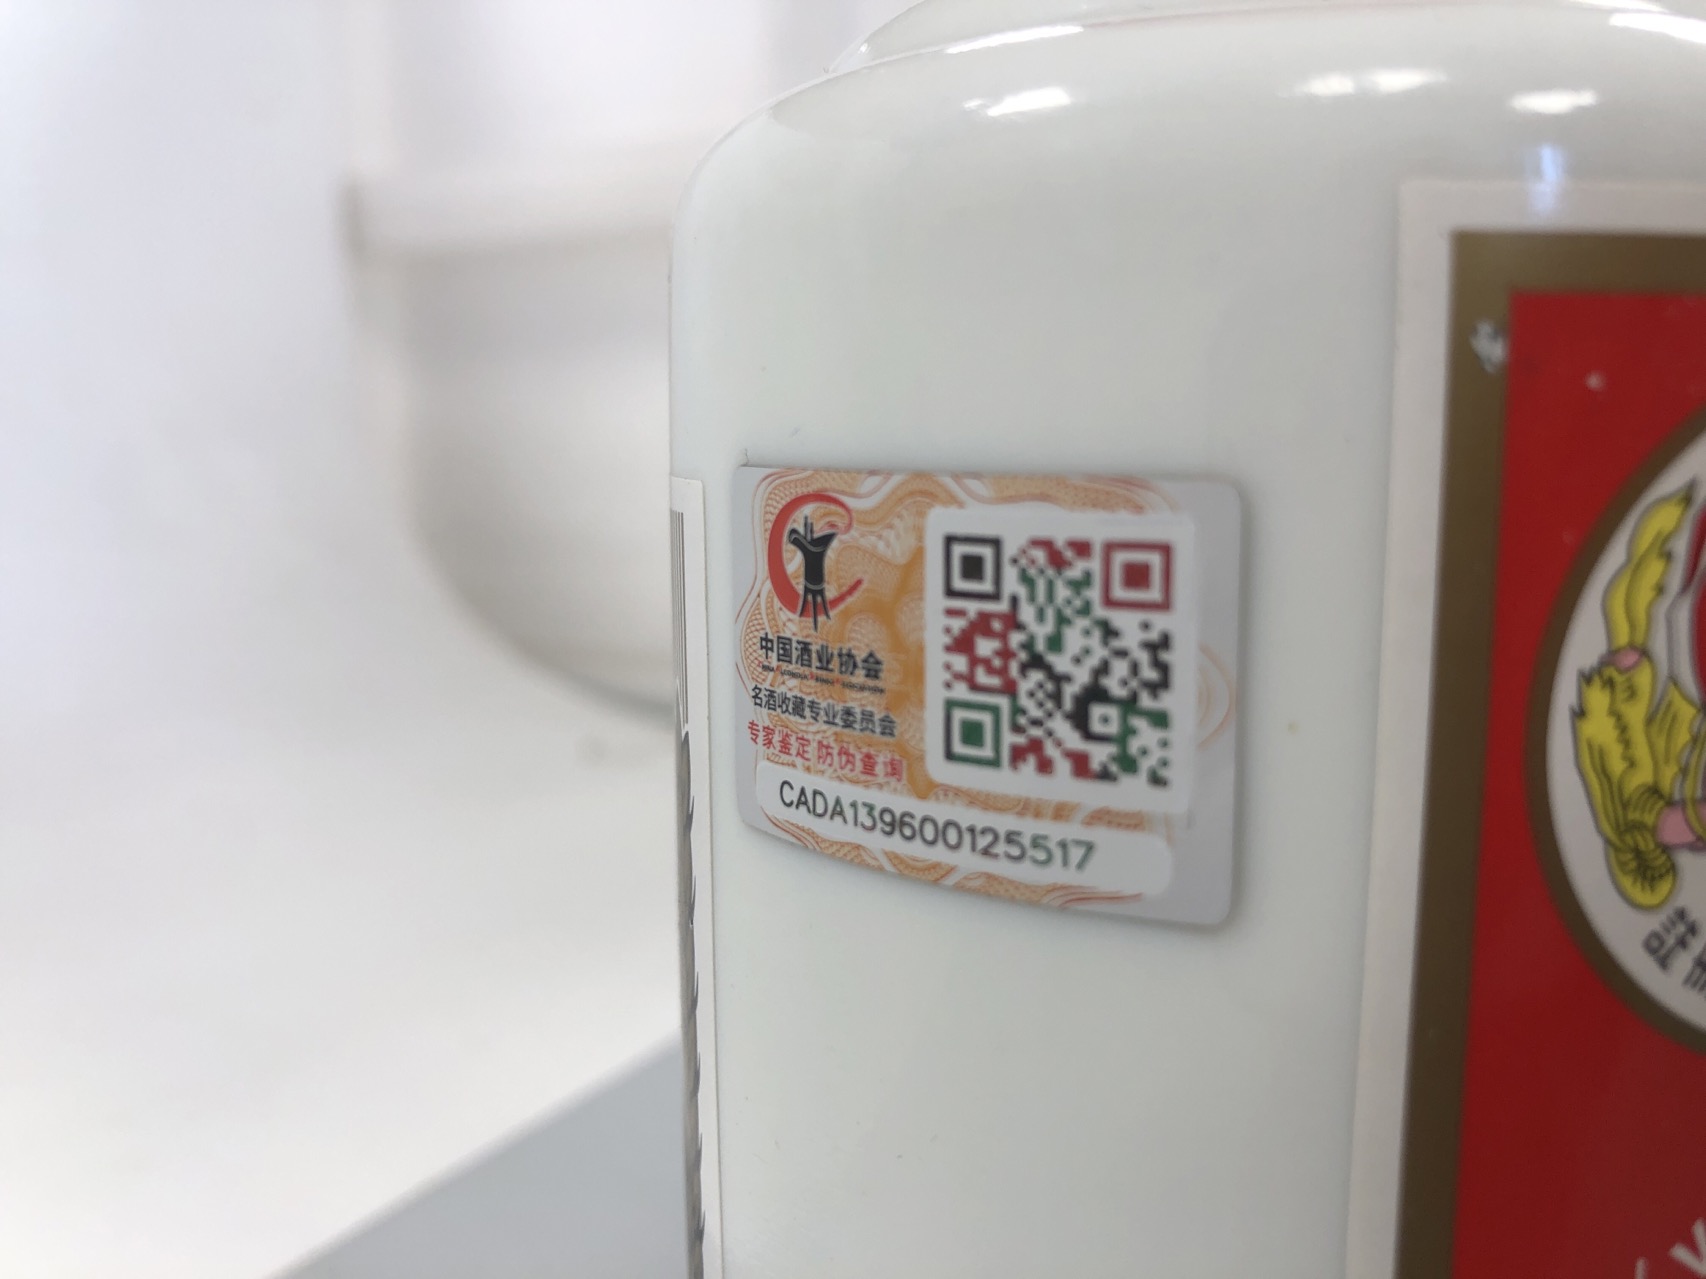 中国酒业协会
名酒收藏专业委员会
专家鉴定 防伪查询
CADA139600125517